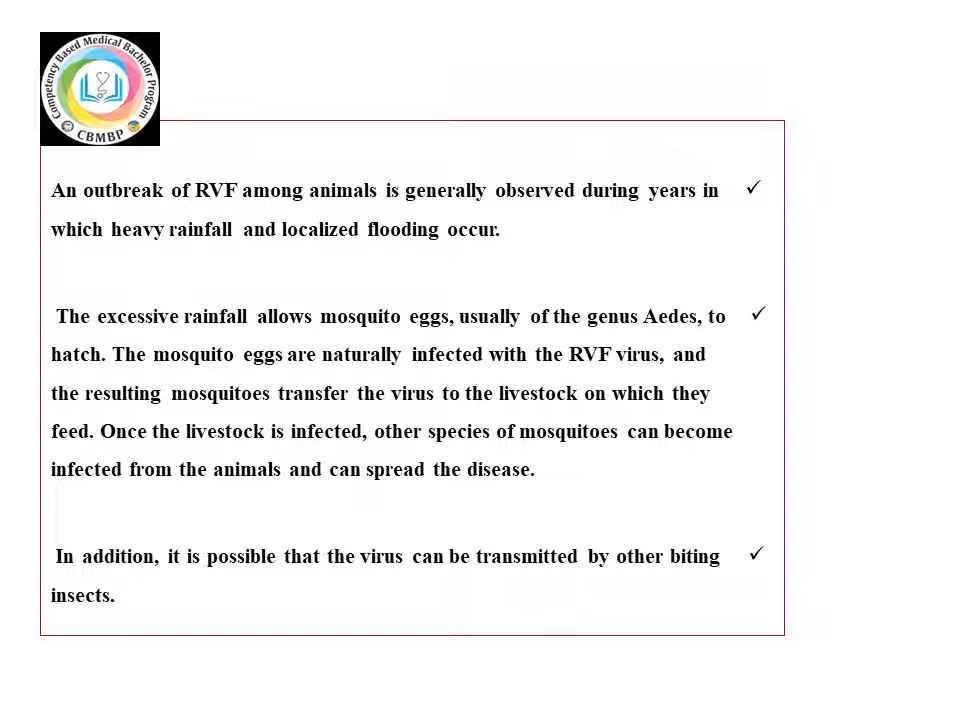 Competency Based Medical Bachelor Program
CBMBP
An outbreak of RVF among animals is generally observed during years in
which heavy rainfall and localized flooding occur.
The excessive rainfall allows mosquito eggs, usually of the genus Aedes, to
hatch. The mosquito eggs are naturally infected with the RVF virus, and
the resulting mosquitoes transfer the virus to the livestock on which they
feed. Once the livestock is infected, other species of mosquitoes can become
infected from the animals and can spread the disease.
In addition, it is possible that the virus can be transmitted by other biting
insects.